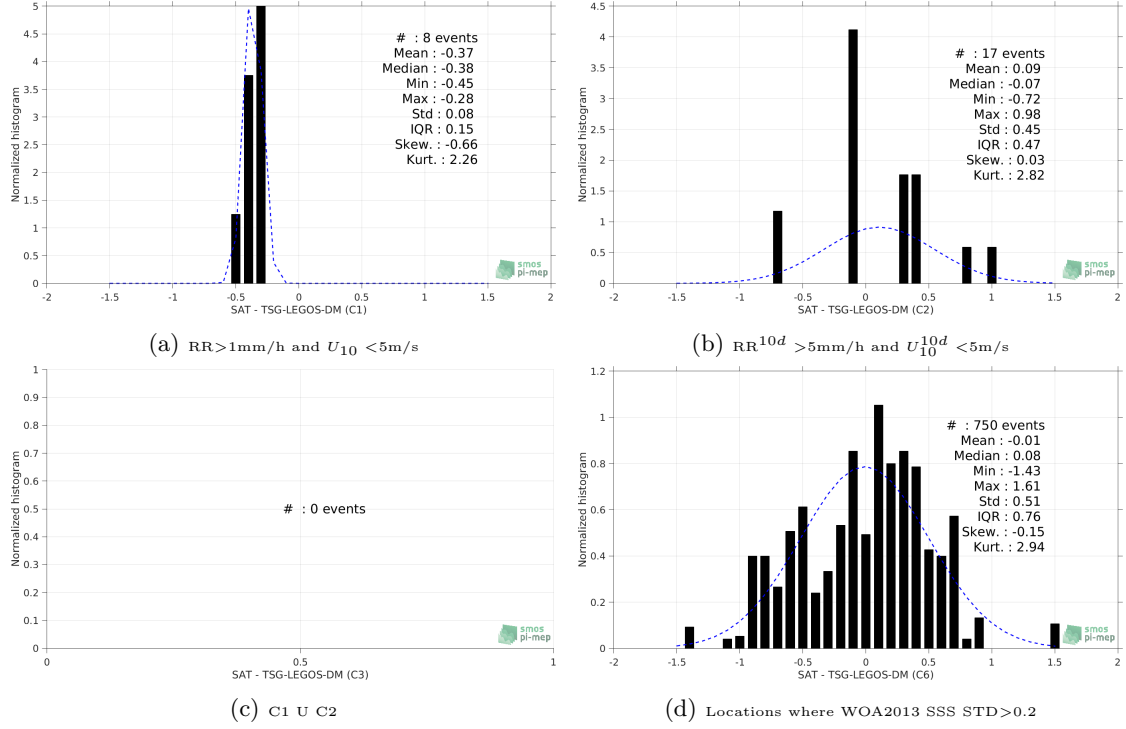 5
4.5
4
3.5
3
2.5
2
1.5
1
0.5
0
-2
-1.5
-1
-0.5
0
0.5
1
1.5
2
Normalized histogram
SAT - TSG-LEGOS-DM (C1)
# : 8 events
Mean : -0.37
Median : -0.38
Min : -0.45
Max : -0.28
Std : 0.08
IQR : 0.15
Skew. : -0.66
Kurt. : 2.26
smos
pi-mep
(a) RR>1mm/h and U10 <5m/s
4.5
4
3.5
3
2.5
2
1.5
1
0.5
0
-2
-1.5
-1
-0.5
0
0.5
1
1.5
2
Normalized histogram
SAT - TSG-LEGOS-DM (C2)
# : 17 events
Mean : 0.09
Median : -0.07
Min : -0.72
Max : 0.98
Std : 0.45
IQR : 0.47
Skew. : 0.03
Kurt. : 2.82
smos
pi-mep
(b) RR10d >5mm/h and U10d10 <5m/s
1
0.9
0.8
0.7
0.6
0.5
0.4
0.3
0.2
0.1
0
0
0.5
1
Normalized histogram
SAT - TSG-LEGOS-DM (C3)
# : 0 events
smos
pi-mep
(c) C1 U C2
1.2
1
0.8
0.6
0.4
0.2
0
-2
-1.5
-1
-0.5
0
0.5
1
1.5
2
Normalized histogram
SAT - TSG-LEGOS-DM (C6)
# : 750 events
Mean : -0.01
Median : 0.08
Min : -1.43
Max : 1.61
Std : 0.51
IQR : 0.76
Skew. : -0.15
Kurt. : 2.94
smos
pi-mep
(d) Locations where WOA2013 SSS STD>0.2